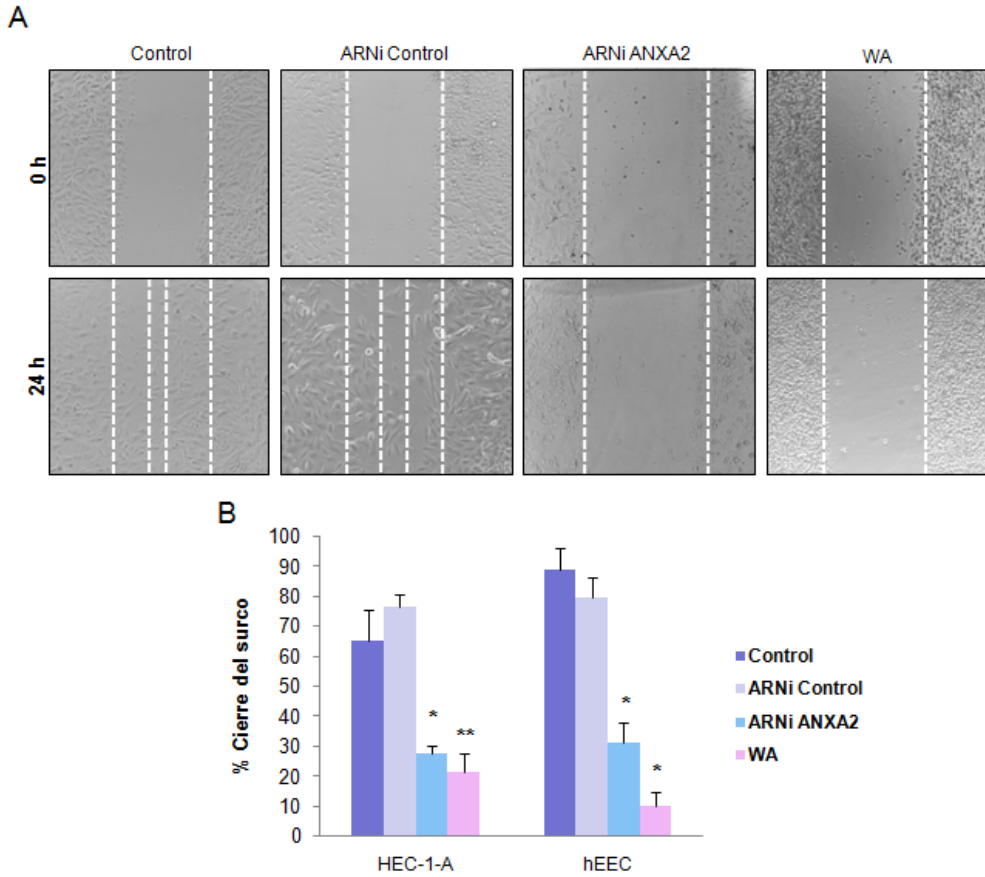 A
Control
ARNi Control
ARNi ANXA2
WA
0 h
24 h
B
% Cierre del surco
100
90
80
70
60
50
40
30
20
10
0
*
**
*
*
HEC-1-A
hEEC
Control
ARNi Control
ARNi ANXA2
WA